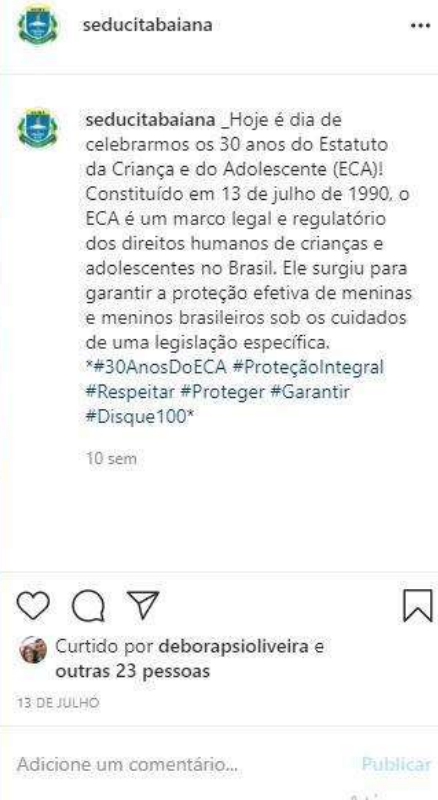 seducitabaiana
seducitabaiana _Hoje é dia de
celebrarmos os 30 anos do Estatuto
da Criança e do Adolescente (ECA)!
Constituído em 13 de julho de 1990, o
ECA é um marco legal e regulatório
dos direitos humanos de crianças e
adolescentes no Brasil. Ele surgiu para
garantir a proteção efetiva de meninas
e meninos brasileiros sob os cuidados
de uma legislação específica.
*#30AnosDoECA #ProteçãoIntegral
#Respeitar #Proteger #Garantir
#Disque100*
10 sem
Curtido por deborapsioliveira e
outras 23 pessoas
13 DE JULHO
Adicione um comentário... Publicar